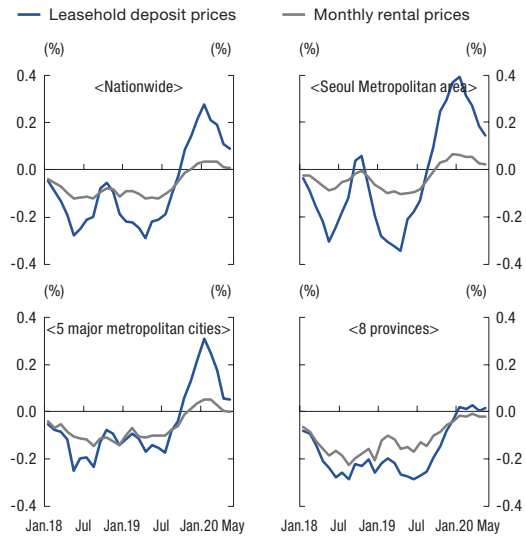 Leasehold deposit prices Monthly rental prices
(%) (%) (%) (%)
0.4 <Nationwide> <Seoul Metropolitan area> 0.4
0.2 0.2
0.0 0.0
-0.2 -0.2
-0.4 -0.4
(%) (%) (%) (%)
0.4 <5 major metropolitan cities> <8 provinces> 0.4
0.2 0.2
0.0 0.0
-0.2 -0.2
-0.4 -0.4
Jan.18 Jul Jan.19 Jul Jan.20 May Jan.18 Jul Jan.19 Jul Jan.20 May